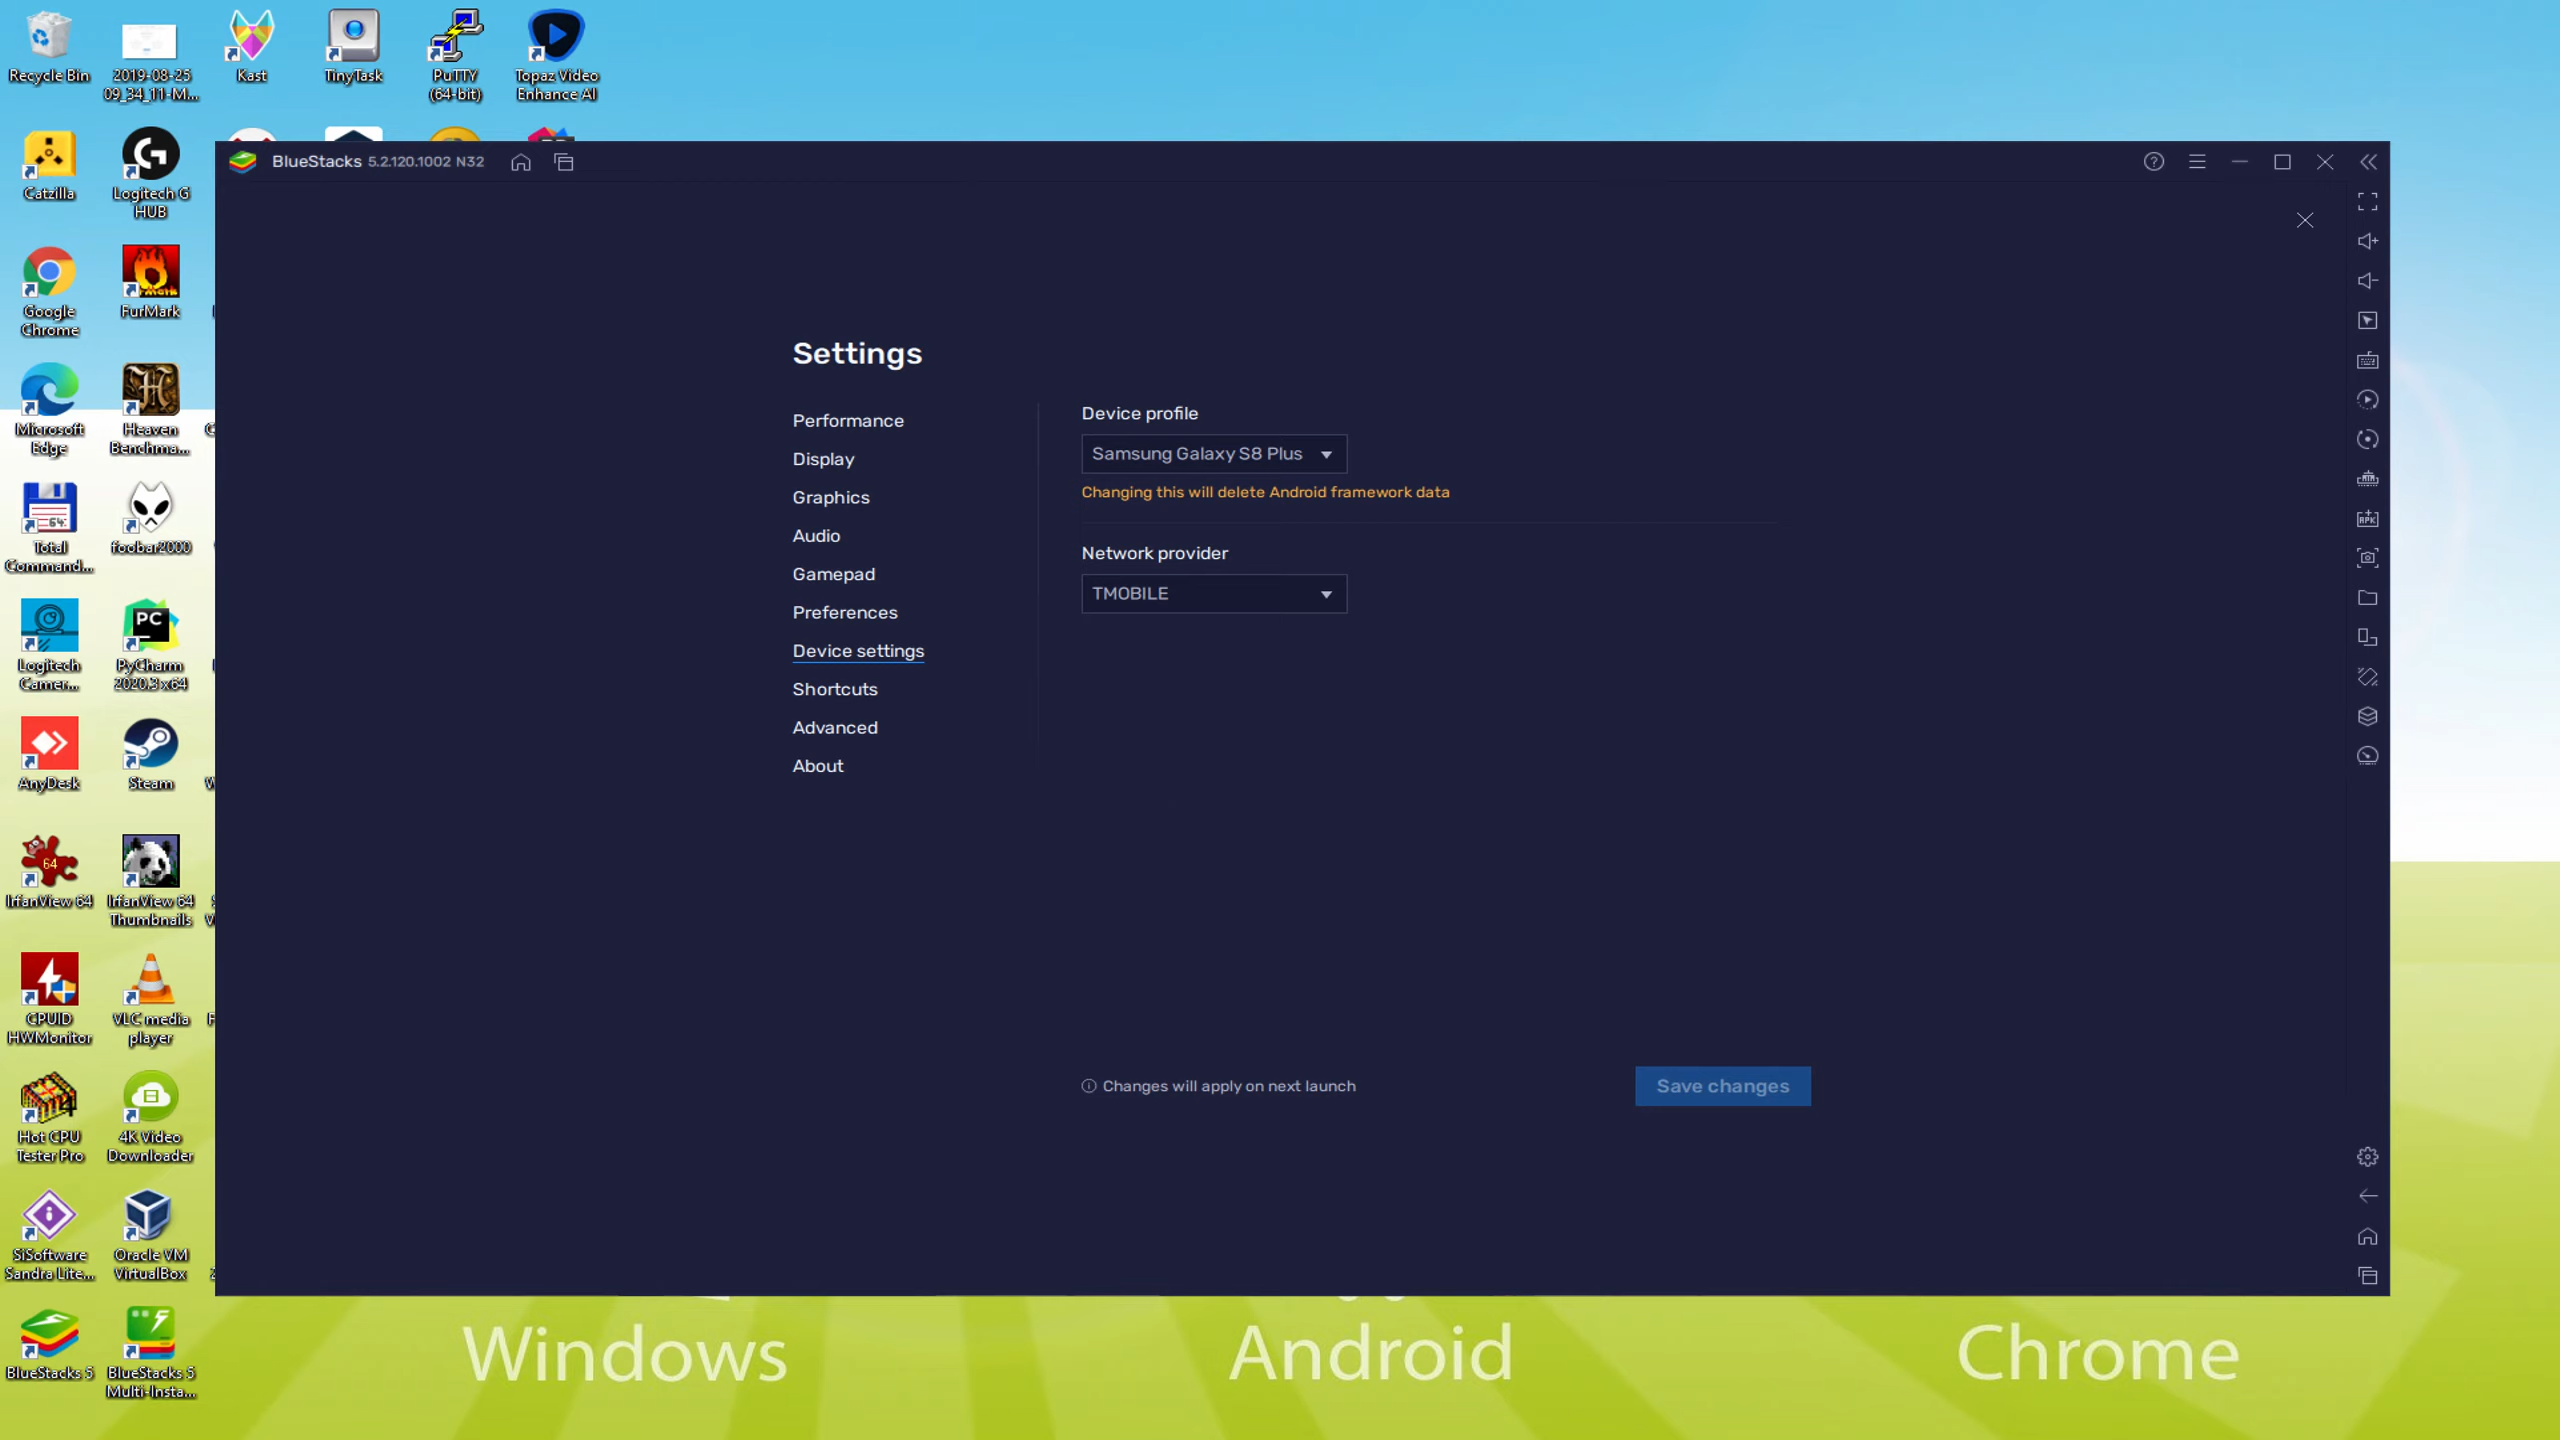 Recycle Bin
2019-08-25
09_34_11-M...
Kast
TinyTask
PuTTY
(64-bit)
Topaz Video
Enhance AI
Catzilla
Logitech G
HUB
Google
Chrome
FurMark
Microsoft
Edge
Heaven
Benchma...
Total
Command...
foobar2000
Logitech
Camer...
PC
PyCharm
2020.3 x64
AnyDesk
Steam
64
IrfanView 64
IrfanView 64
Thumbnails
CPUID
HWMonitor
VLC media
player
4
Hot CPU
Tester Pro
4K Video
Downloader
SiSoftware
Sandra Lite...
Oracle VM
VirtualBox
BlueStacks 5
BlueStacks 5
Multi-Insta...
BlueStacks 5.2.120.1002 N32
Settings
Performance
Display
Graphics
Audio
Gamepad
Preferences
Device settings
Shortcuts
Advanced
About
Device profile
Samsung Galaxy S8 Plus
Changing this will delete Android framework data
Network provider
TMOBILE
Changes will apply on next launch
Save changes
APK
Windows
Android
Chrome